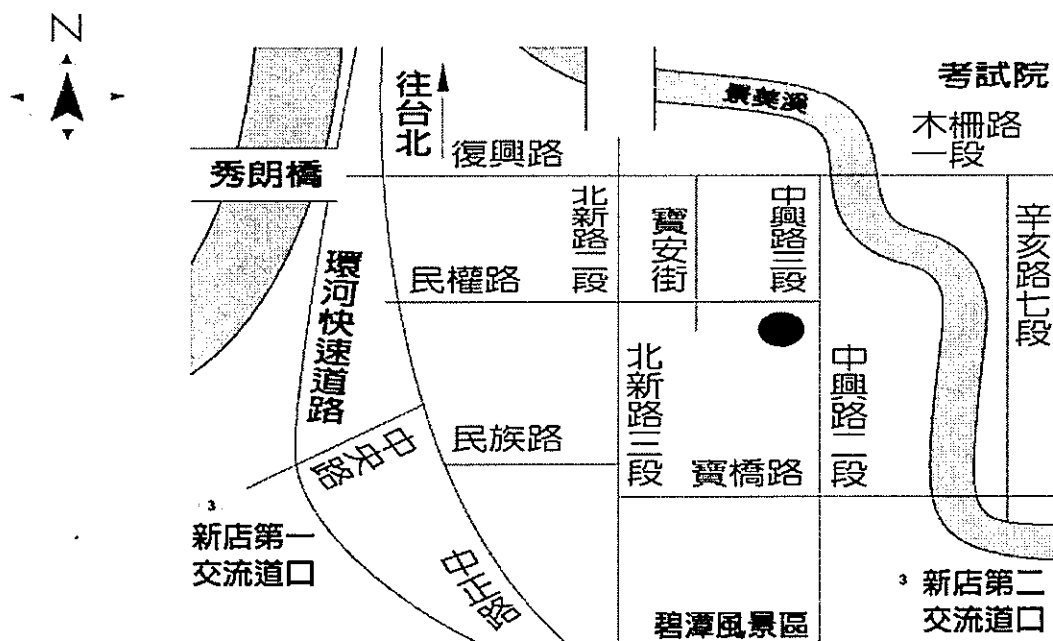 N
往台北
考試院
景美溪
木柵路
一段
復興路
秀朗橋
北新路二段
寶安街
中興路三段
辛亥路七段
環河快速道路
民權路
北新路三段
中興路二段
民族路
中央路
寶橋路
3
新店第一
交流道口
中正路
碧潭風景區
3 新店第二
交流道口